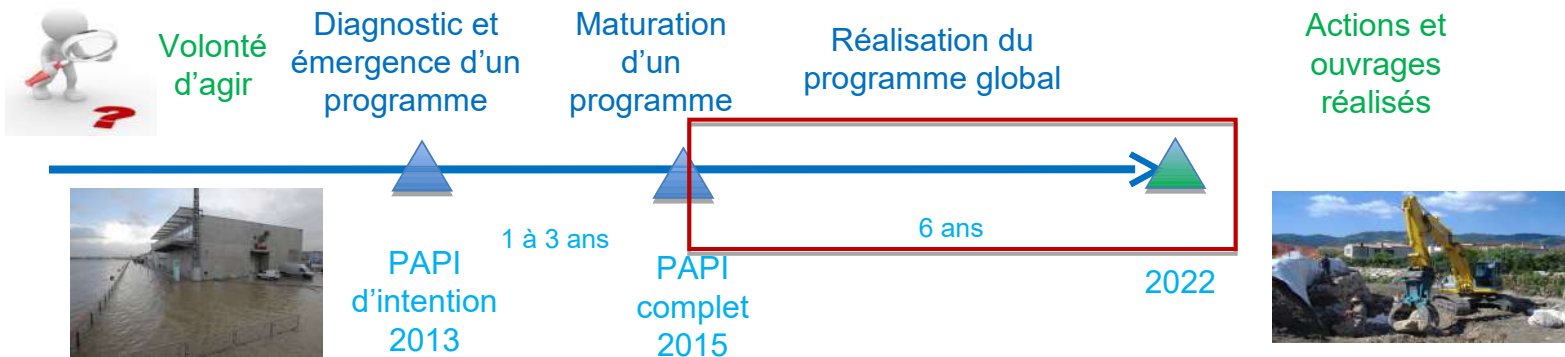 Volonté
d’agir
Diagnostic et
émergence d’un
programme
Maturation
d’un
programme
Réalisation du
programme global
Actions et
ouvrages
réalisés
1 à 3 ans
6 ans
PAPI
d’intention
2013
PAPI
complet
2015
2022